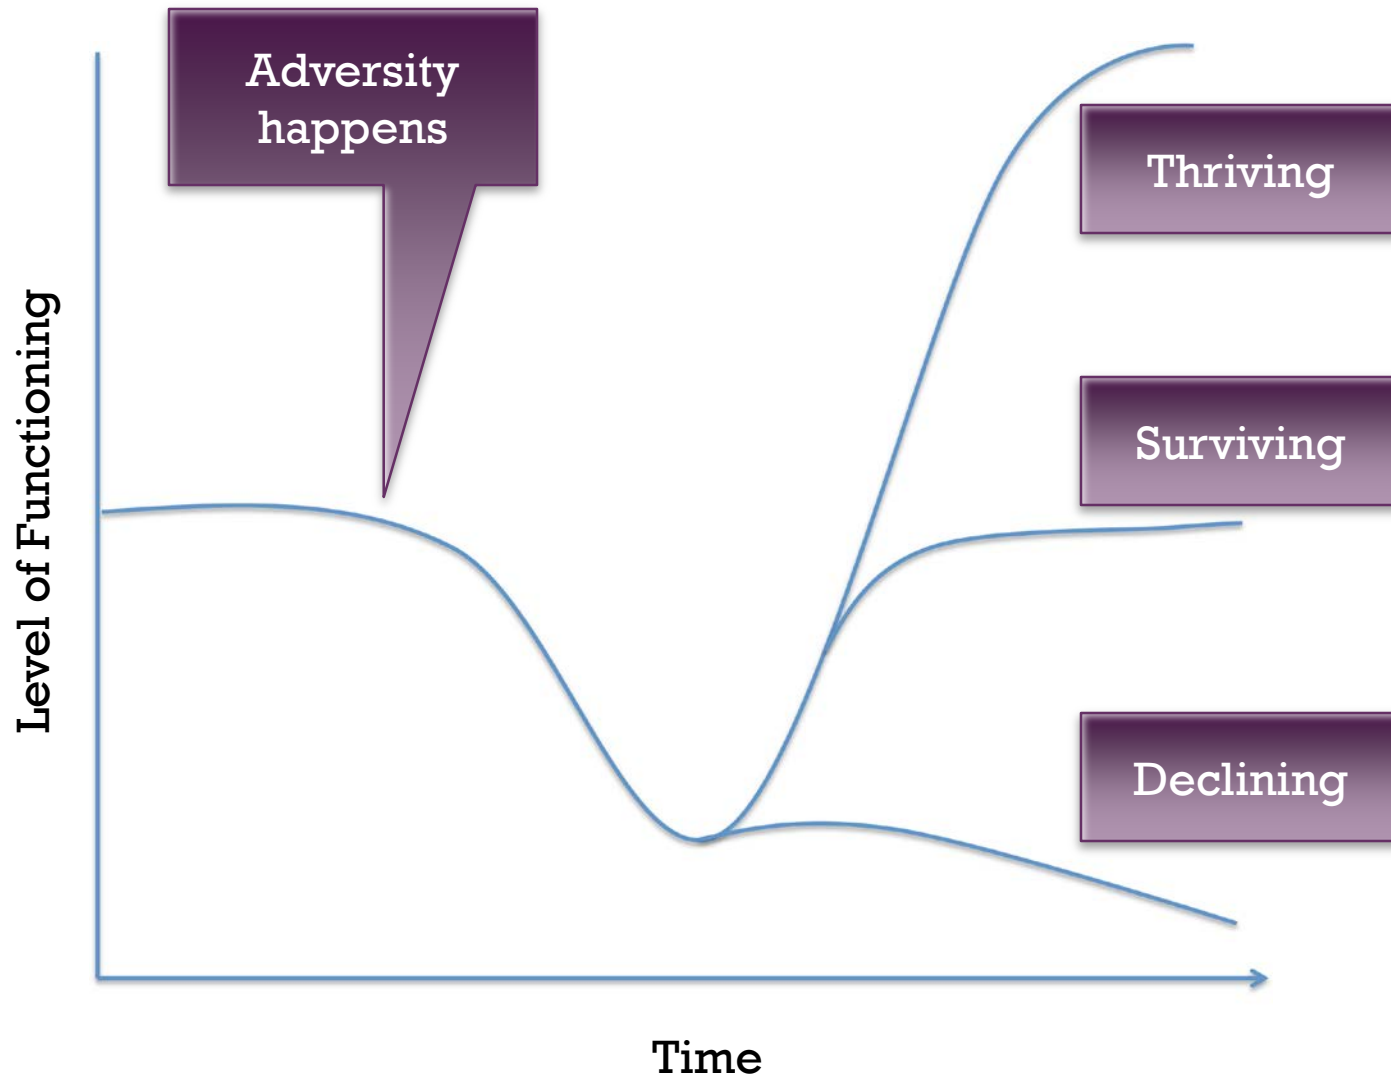 Adversity
happens
Thriving
Surviving
Declining
Level of Functioning
Time